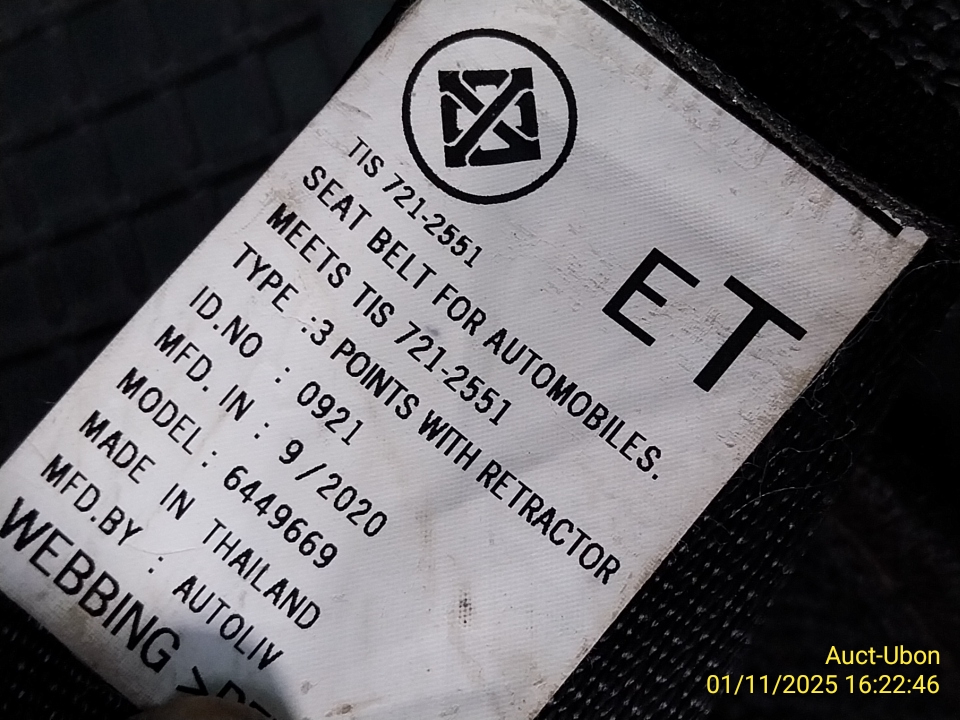 TIS 721-2551
ET
SEAT BELT FOR AUTOMOBILES.
MEETS TIS 721-2551
TYPE :3 POINTS WITH RETRACTOR
ID.NO : 0921
MFD. IN : 9/2020
MODEL : 6449669
MADE IN THAILAND
MFD.BY : AUTOLIV
WEBBING
Auct-Ubon
01/11/2025 16:22:46